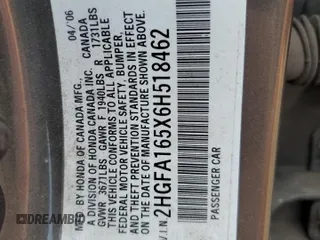 MFD. BY HONDA OF CANADA MFG., CANADA 04/06
A DIVISION OF HONDA CANADA INC.
GVWR 3671LBS GAWR F 1940LBS R 1731LBS
THIS VEHICLE CONFORMS TO ALL APPLICABLE
FEDERAL MOTOR VEHICLE SAFETY, BUMPER,
AND THEFT PREVENTION STANDARDS IN EFFECT
ON THE DATE OF MANUFACTURE SHOWN ABOVE.
V.I.N. 2HGFA165X6H518462
PASSENGER CAR
DREAMBID